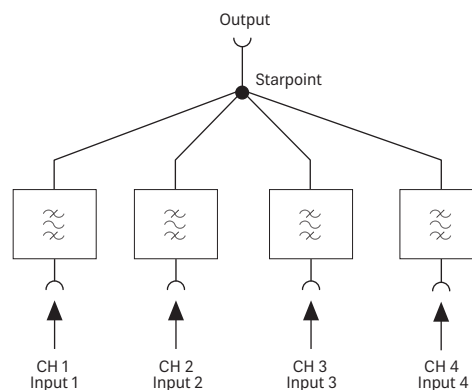 Output
Starpoint
CH 1
Input 1
CH 2
Input 2
CH 3
Input 3
CH 4
Input 4